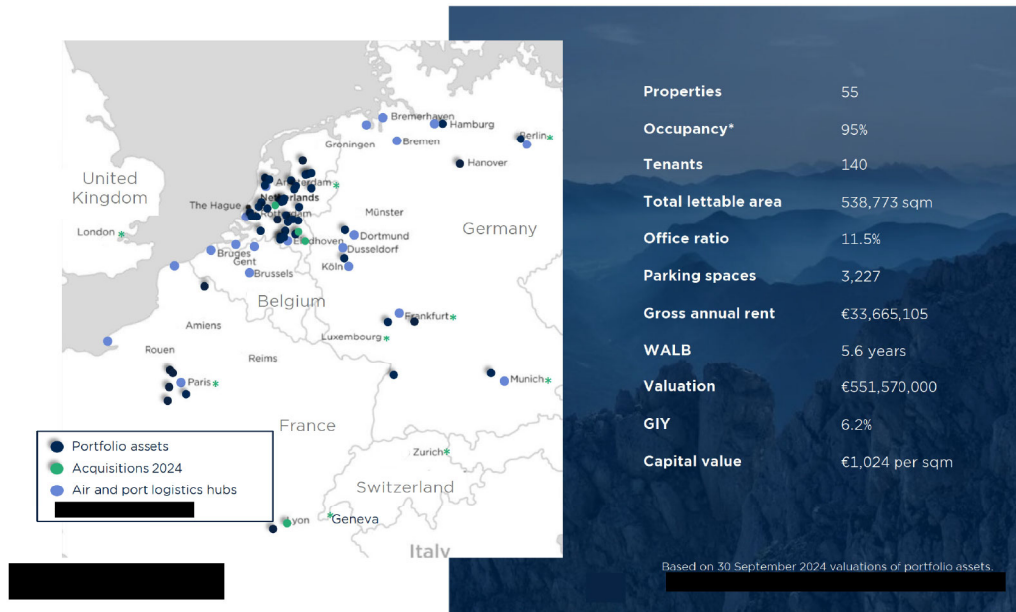 Bremerhaven
Hamburg
Groningen
Bremen
Berlin *
Hanover
United
Kingdom
Amsterdam *
Netherlands
The Hague
Rotterdam
Münster
London *
Germany
Eindhoven
Dortmund
Bruges
Dusseldorf
Gent
Brussels
Köln
Belgium
Amiens
Frankfurt *
Luxembourg *
Rouen
Reims
Paris *
Munich *
France
Zurich *
Switzerland
Lyon
* Geneva
Italy
Portfolio assets
Acquisitions 2024
Air and port logistics hubs
Properties 55
Occupancy* 95%
Tenants 140
Total lettable area 538,773 sqm
Office ratio 11.5%
Parking spaces 3,227
Gross annual rent €33,665,105
WALB 5.6 years
Valuation €551,570,000
GIY 6.2%
Capital value €1,024 per sqm
Based on 30 September 2024 valuations of portfolio assets.